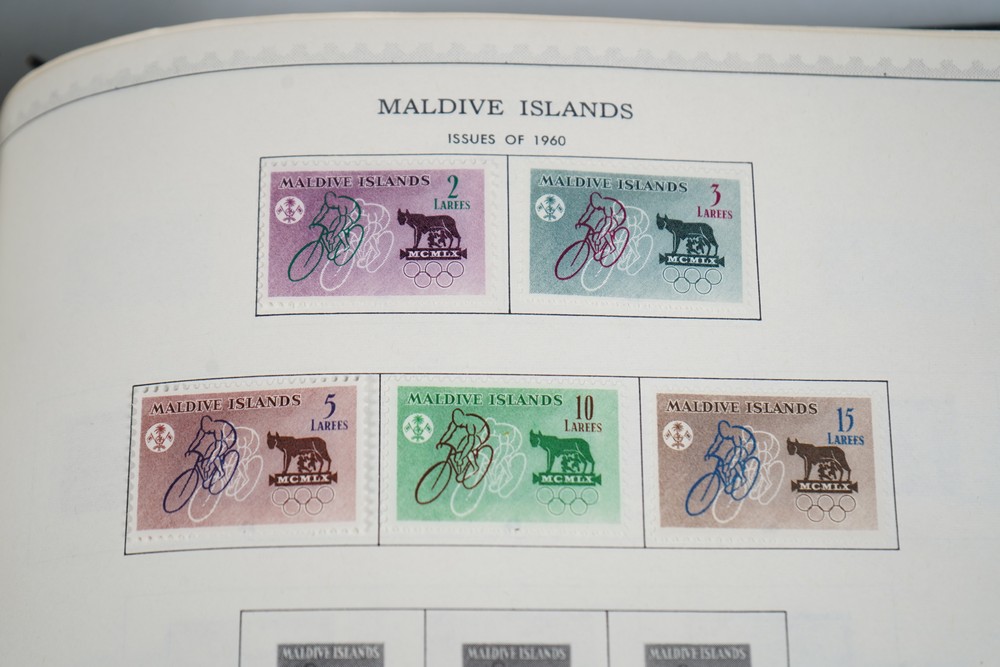 MALDIVE ISLANDS
ISSUES OF 1960
MALDIVE ISLANDS 2 LAREES
MCMLX
MALDIVE ISLANDS 3 LAREES
MCMLX
MALDIVE ISLANDS 5 LAREES
MCMLX
MALDIVE ISLANDS 10 LAREES
MCMLX
MALDIVE ISLANDS 15 LAREES
MCMLX
MALDIVE ISLANDS
MALDIVE ISLANDS
MALDIVE ISLANDS